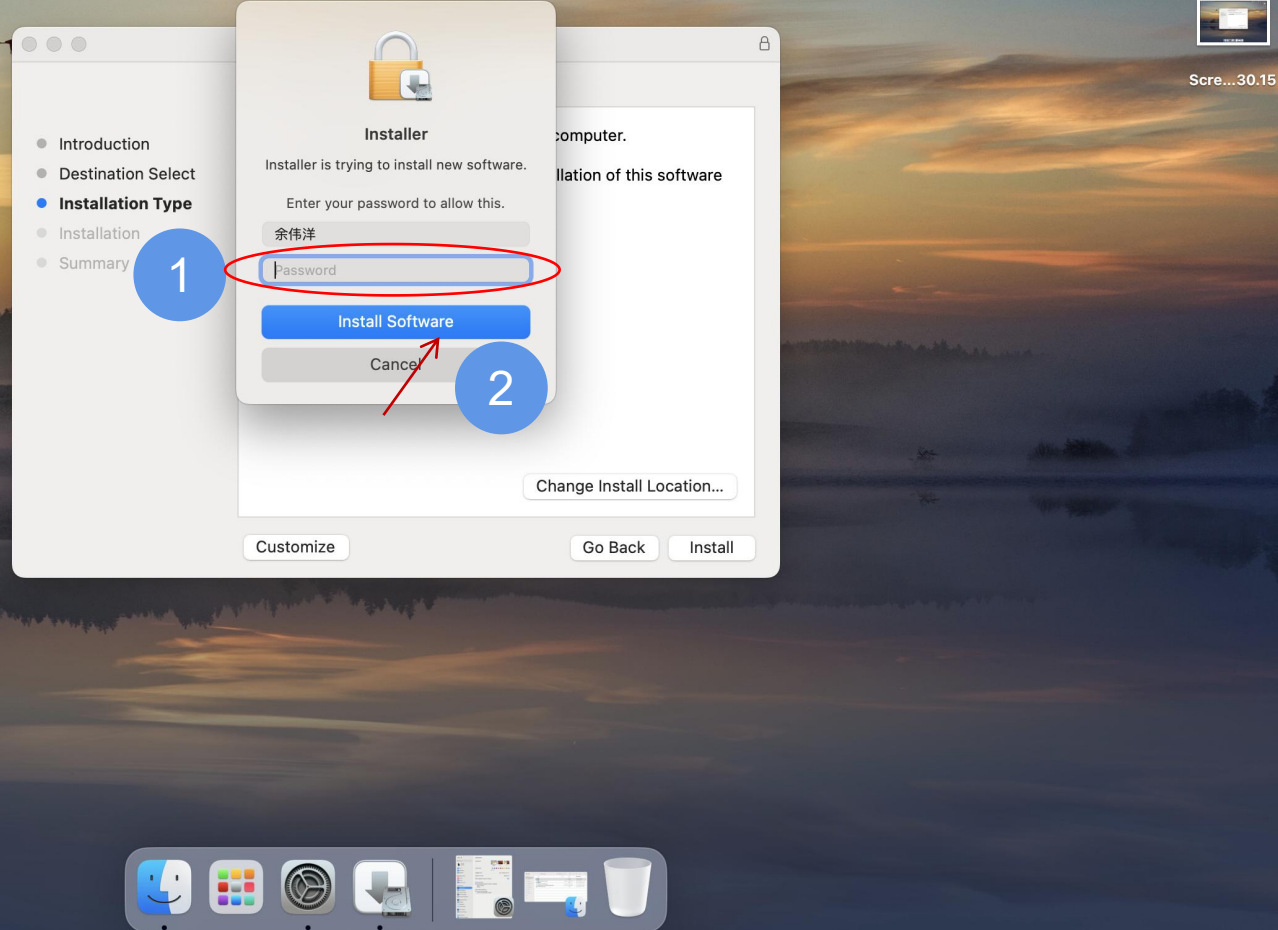 Installer
Installer is trying to install new software.
Enter your password to allow this.
余伟洋
Password
Install Software
Cancel
1
2
Introduction
Destination Select
Installation Type
Installation
Summary
computer.
llation of this software
Change Install Location...
Customize
Go Back
Install
Scre...30.15